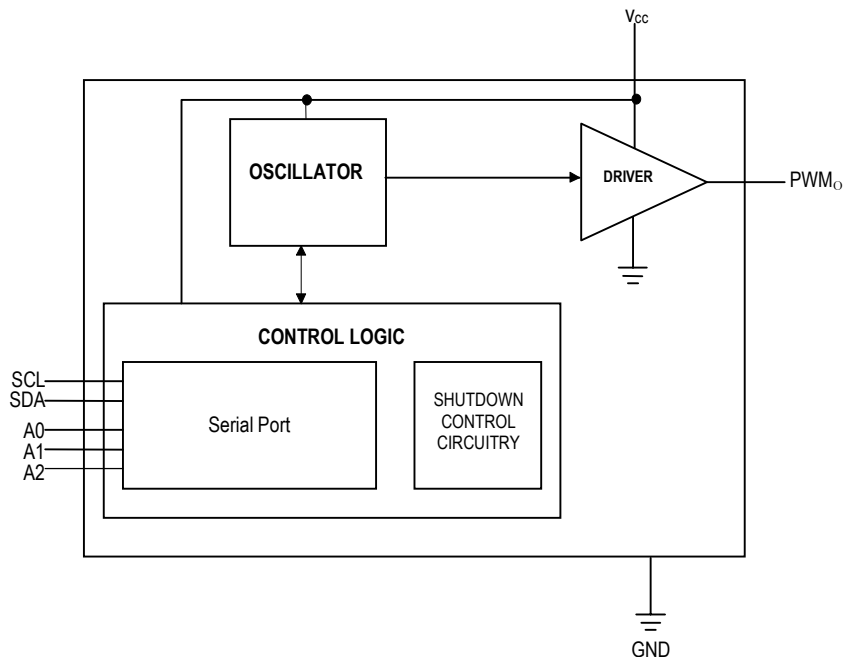 VCC
OSCILLATOR
DRIVER
PWMO
CONTROL LOGIC
SCL
SDA
A0
A1
A2
Serial Port
SHUTDOWN
CONTROL
CIRCUITRY
GND